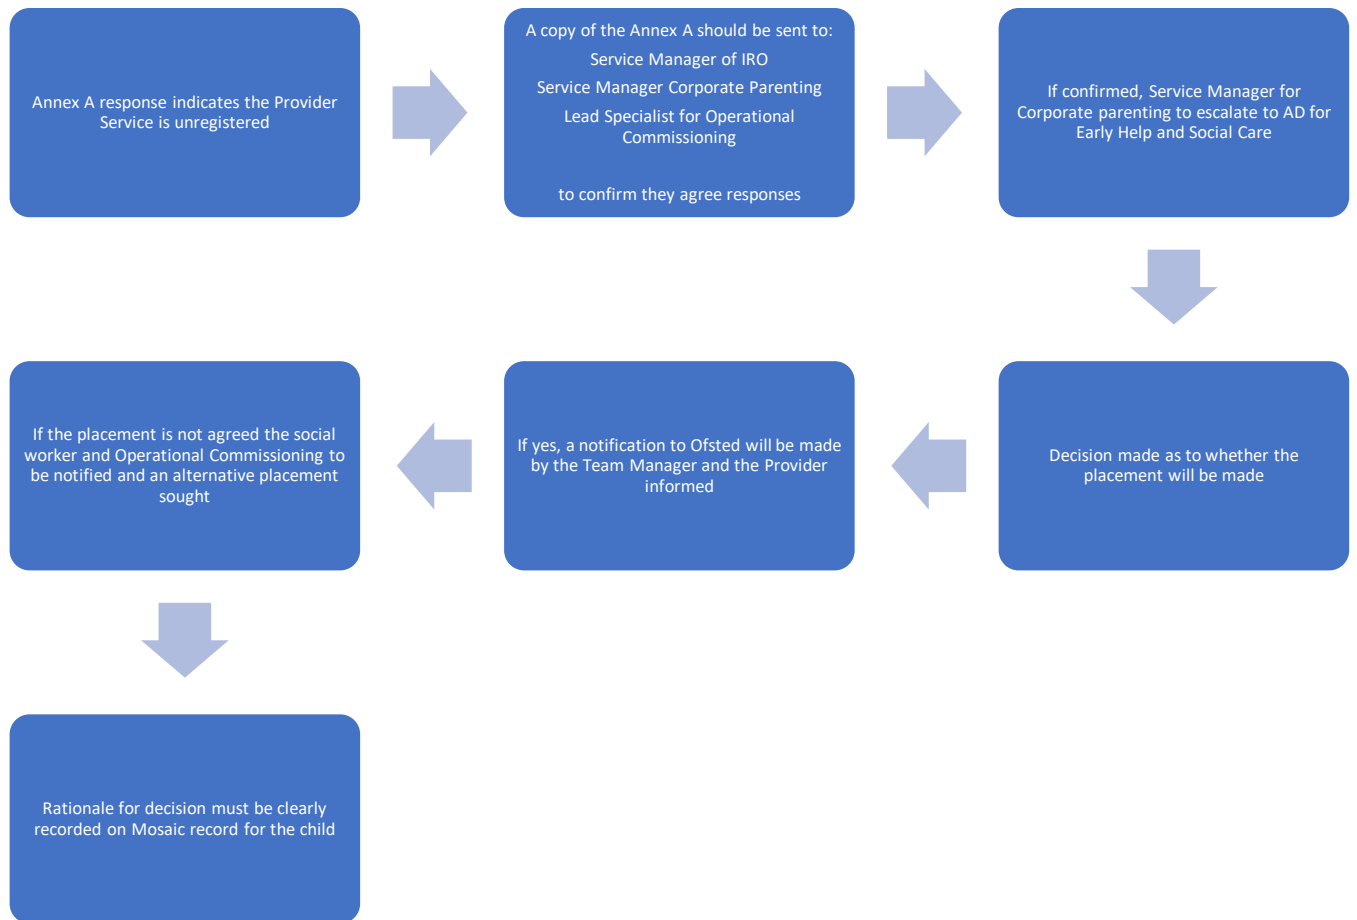 Annex A response indicates the Provider
Service is unregistered
A copy of the Annex A should be sent to:
Service Manager of IRO
Service Manager Corporate Parenting
Lead Specialist for Operational
Commissioning
to confirm they agree responses
If confirmed, Service Manager for
Corporate parenting to escalate to AD for
Early Help and Social Care
Decision made as to whether the
placement will be made
If yes, a notification to Ofsted will be made
by the Team Manager and the Provider
informed
If the placement is not agreed the social
worker and Operational Commissioning to
be notified and an alternative placement
sought
Rationale for decision must be clearly
recorded on Mosaic record for the child